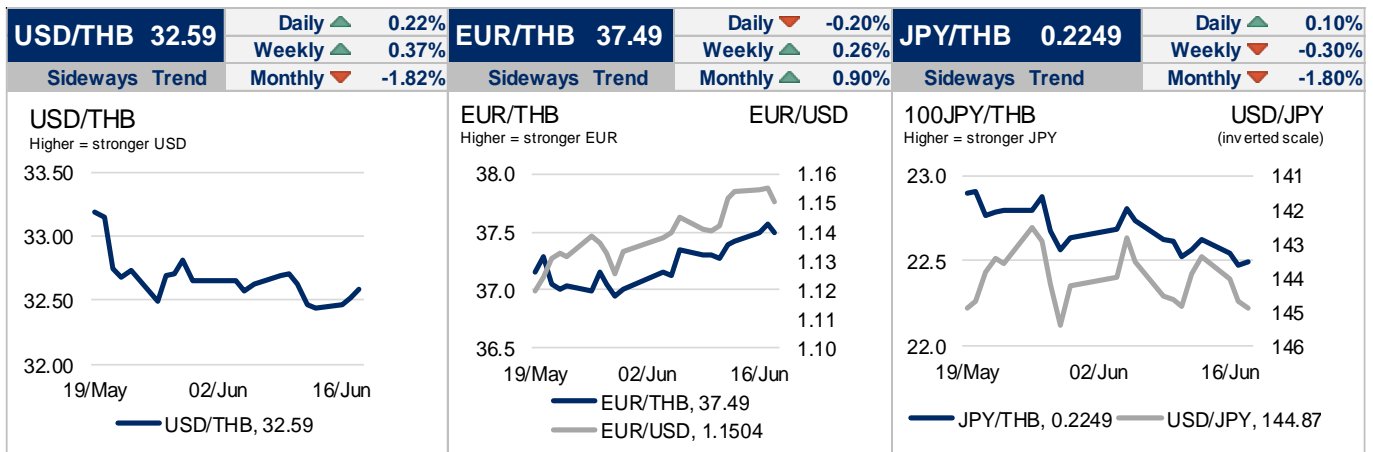 USD/THB 32.59
Daily 0.22%
Weekly 0.37%
Sideways Trend
Monthly -1.82%
USD/THB
Higher = stronger USD
33.50
33.00
32.50
32.00
19/May 02/Jun 16/Jun
USD/THB, 32.59
EUR/THB 37.49
Daily -0.20%
Weekly 0.26%
Sideways Trend
Monthly 0.90%
EUR/THB EUR/USD
Higher = stronger EUR
38.0
37.5
37.0
36.5
1.16
1.15
1.14
1.13
1.12
1.11
1.10
19/May 02/Jun 16/Jun
EUR/THB, 37.49
EUR/USD, 1.1504
JPY/THB 0.2249
Daily 0.10%
Weekly -0.30%
Sideways Trend
Monthly -1.80%
100JPY/THB USD/JPY
Higher = stronger JPY (inverted scale)
23.0
22.5
22.0
141
142
143
144
145
146
19/May 02/Jun 16/Jun
JPY/THB, 0.2249 USD/JPY, 144.87